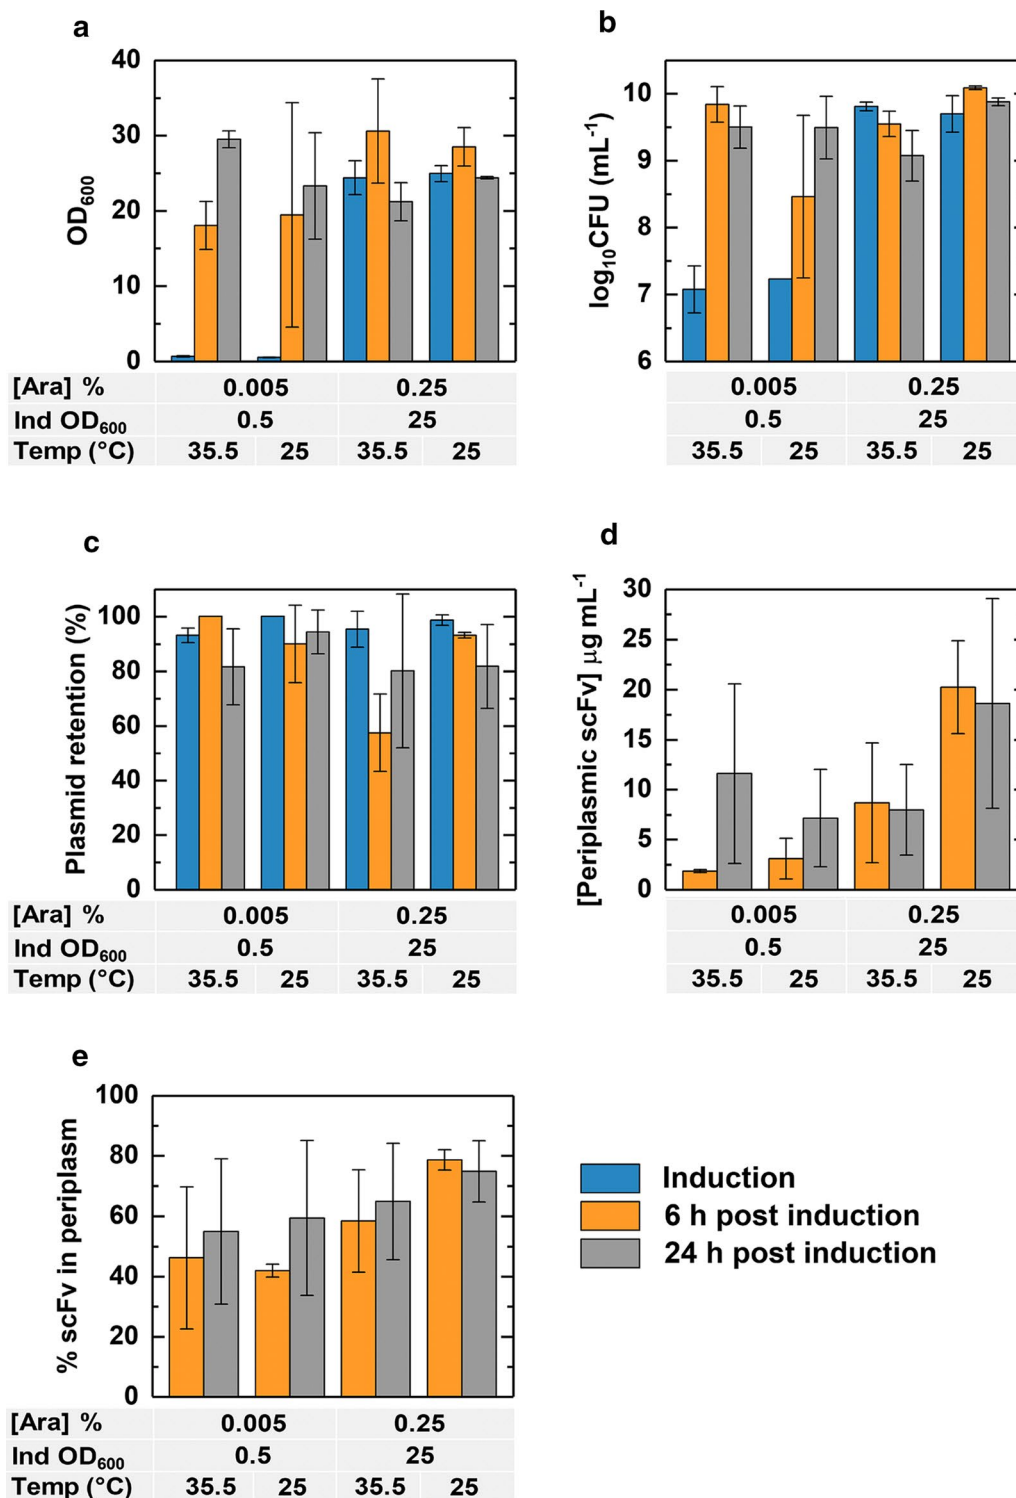 a
40
30
20
10
0
OD600
[Ara] % 0.005 0.25
Ind OD600 0.5 25
Temp (°C) 35.5 25 35.5 25
b
10
9
8
7
6
log10CFU (mL-1)
0.005 0.25
0.5 25
35.5 25 35.5 25
c
100
80
60
40
20
0
Plasmid retention (%)
[Ara] % 0.005 0.25
Ind OD600 0.5 25
Temp (°C) 35.5 25 35.5 25
d
30
25
20
15
10
5
0
[Periplasmic scFv] µg mL-1
0.005 0.25
0.5 25
35.5 25 35.5 25
e
100
80
60
40
20
0
% scFv in periplasm
[Ara] % 0.005 0.25
Ind OD600 0.5 25
Temp (°C) 35.5 25 35.5 25
Induction
6 h post induction
24 h post induction